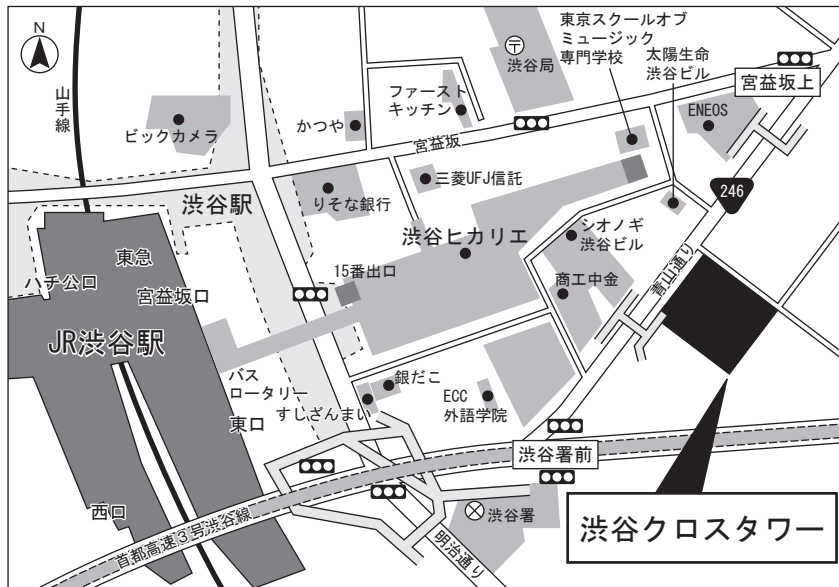 N
山手線
ビックカメラ
かつや
ファースト
キッチン
〒
渋谷局
東京スクールオブ
ミュージック
専門学校
太陽生命
渋谷ビル
宮益坂上
ENEOS
宮益坂
三菱UFJ信託
りそな銀行
渋谷駅
246
渋谷ヒカリエ
シオノギ
渋谷ビル
15番出口
商工中金
青山通り
東急
ハチ公口
宮益坂口
JR渋谷駅
バス
ロータリー
銀だこ
すしざんまい
ECC
外語学院
東口
渋谷署前
西口
首都高速3号渋谷線
渋谷署
明治通り
渋谷クロスタワー